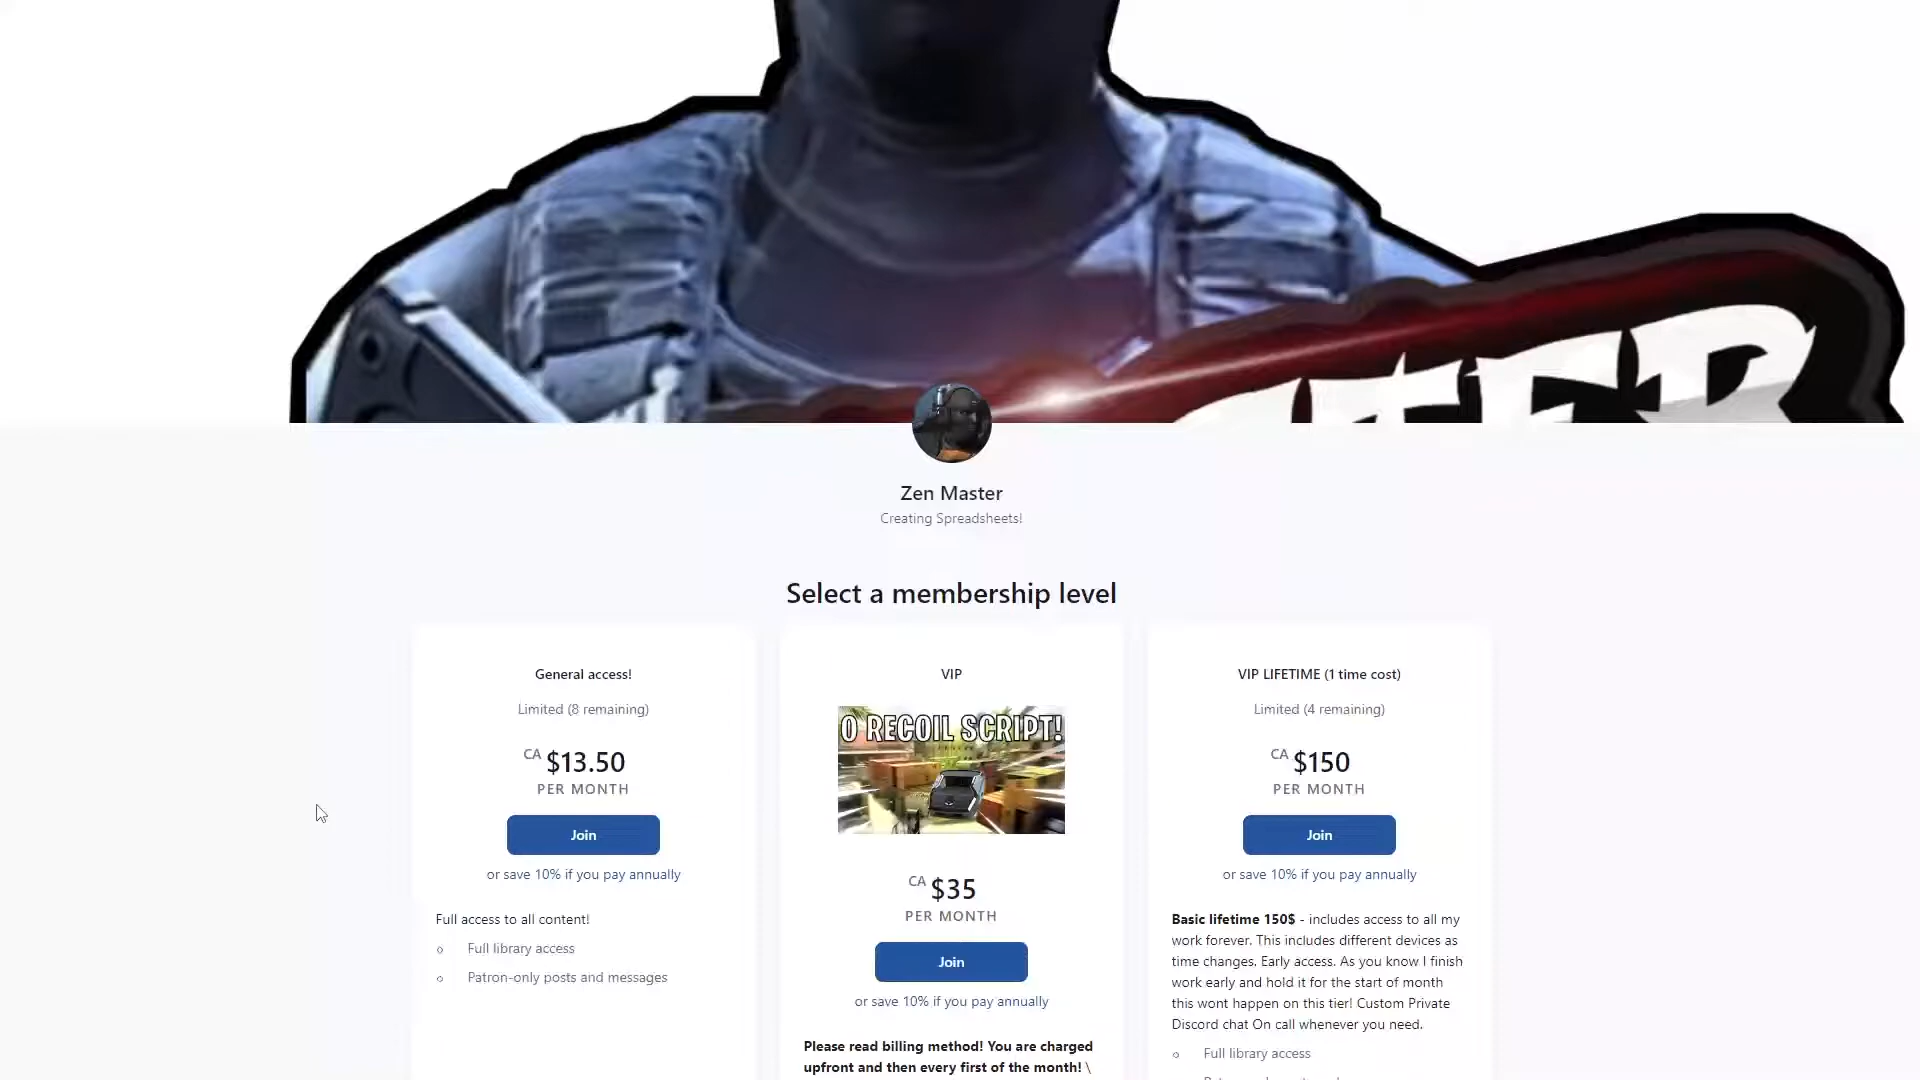 Zen Master
Creating Spreadsheets!
Select a membership level
General access!
Limited (8 remaining)
CA $13.50
PER MONTH
Join
or save 10% if you pay annually
Full access to all content!
Full library access
Patron-only posts and messages
VIP
0 RECOIL SCRIPT!
CA $35
PER MONTH
Join
or save 10% if you pay annually
Please read billing method! You are charged
upfront and then every first of the month! \
VIP LIFETIME (1 time cost)
Limited (4 remaining)
CA $150
PER MONTH
Join
or save 10% if you pay annually
Basic lifetime 150$ - includes access to all my
work forever. This includes different devices as
time changes. Early access. As you know I finish
work early and hold it for the start of month
this wont happen on this tier! Custom Private
Discord chat On call whenever you need.
Full library access